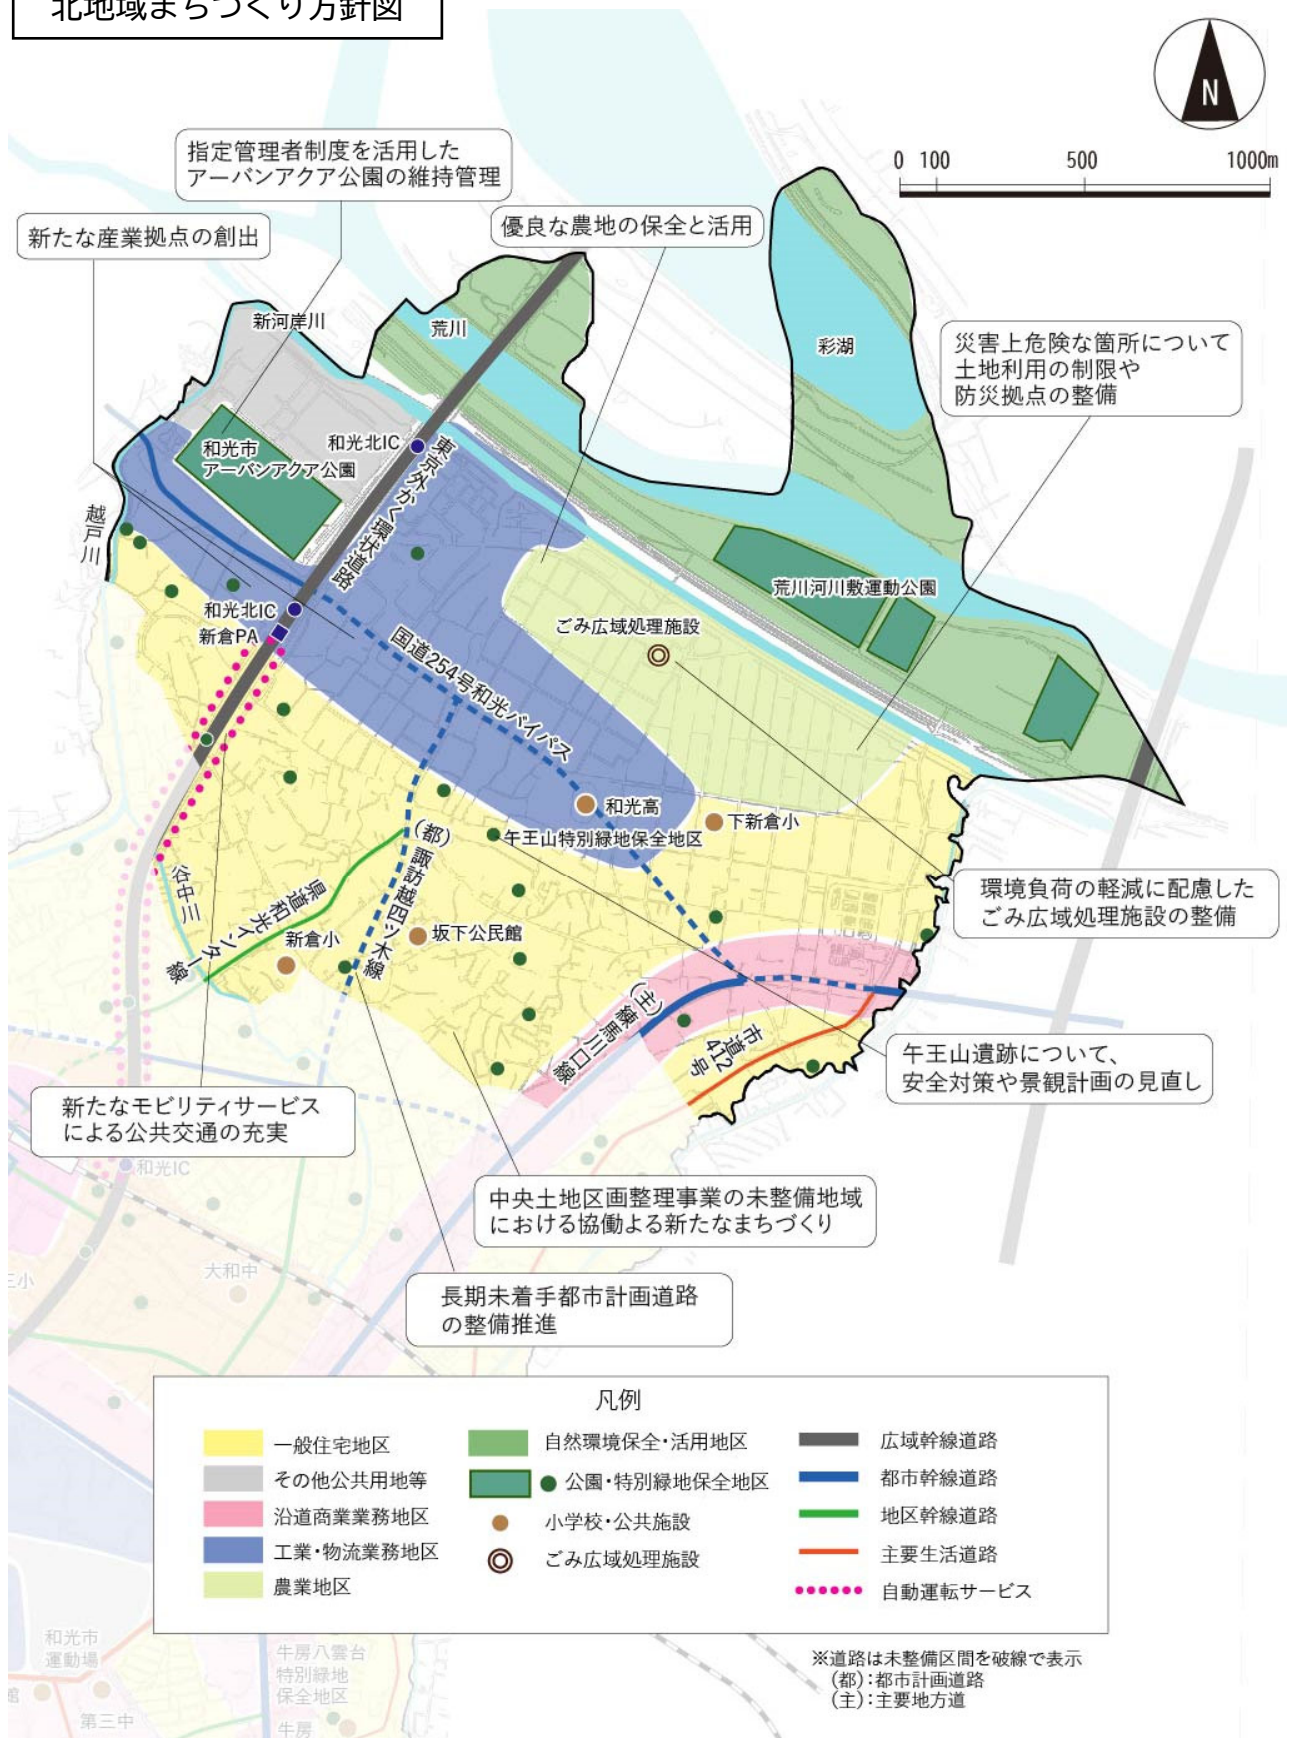 北地域まちづくり方針図
N
0 100 500 1000m
指定管理者制度を活用した
アーバンアクア公園の維持管理
新たな産業拠点の創出
優良な農地の保全と活用
災害上危険な箇所について
土地利用の制限や
防災拠点の整備
新河岸川
荒川
彩湖
和光市
アーバンアクア公園
和光北IC
東京外かく環状道路
越戸川
荒川河川敷運動公園
和光北IC
新倉PA
ごみ広域処理施設
国道254号和光バイパス
和光高
下新倉小
午王山特別緑地保全地区
(都)諏訪越四ツ木線
谷中川
県道和光インター線
新倉小
坂下公民館
(主)練馬川口線
市道412号
環境負荷の軽減に配慮した
ごみ広域処理施設の整備
午王山遺跡について、
安全対策や景観計画の見直し
新たなモビリティサービス
による公共交通の充実
和光IC
中央土地区画整理事業の未整備地域
における協働よる新たなまちづくり
大和中
三小
長期未着手都市計画道路
の整備推進
凡例
一般住宅地区
その他公共用地等
沿道商業業務地区
工業・物流業務地区
農業地区
自然環境保全・活用地区
公園・特別緑地保全地区
小学校・公共施設
ごみ広域処理施設
広域幹線道路
都市幹線道路
地区幹線道路
主要生活道路
自動運転サービス
和光市
運動場
館
第三中
牛房八雲台
特別緑地
保全地区
牛房
※道路は未整備区間を破線で表示
(都):都市計画道路
(主):主要地方道